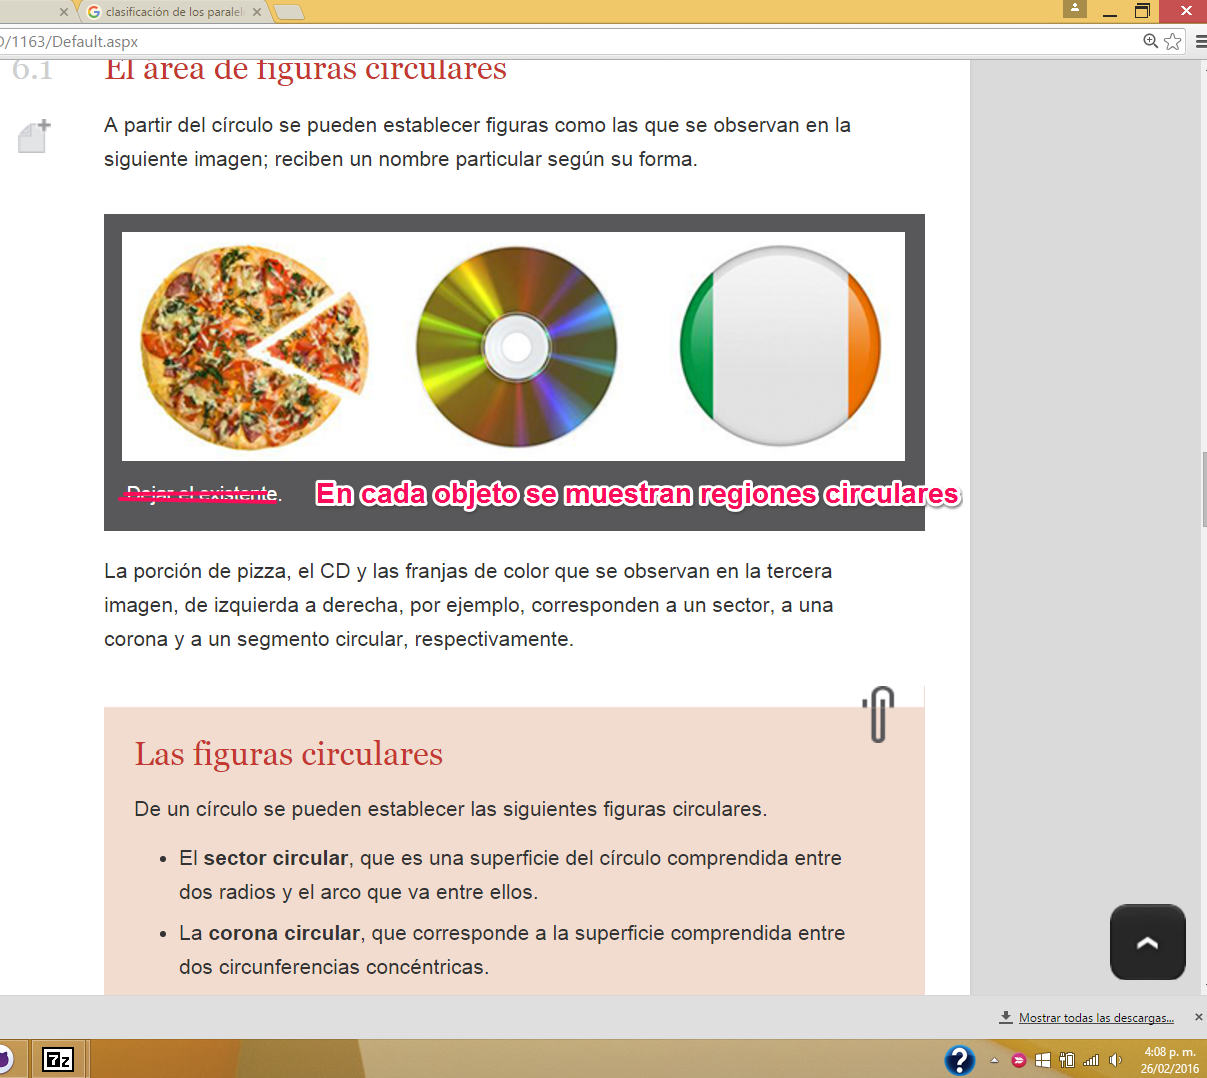 clasificación de los paralel
/1163/Default.aspx
6.1 El área de figuras circulares
A partir del círculo se pueden establecer figuras como las que se observan en la
siguiente imagen; reciben un nombre particular según su forma.
Dejar el existente. En cada objeto se muestran regiones circulares
La porción de pizza, el CD y las franjas de color que se observan en la tercera
imagen, de izquierda a derecha, por ejemplo, corresponden a un sector, a una
corona y a un segmento circular, respectivamente.
Las figuras circulares
De un círculo se pueden establecer las siguientes figuras circulares.
• El sector circular, que es una superficie del círculo comprendida entre
dos radios y el arco que va entre ellos.
• La corona circular, que corresponde a la superficie comprendida entre
dos circunferencias concéntricas.
Mostrar todas las descargas...
7z
4:08 p. m.
26/02/2016